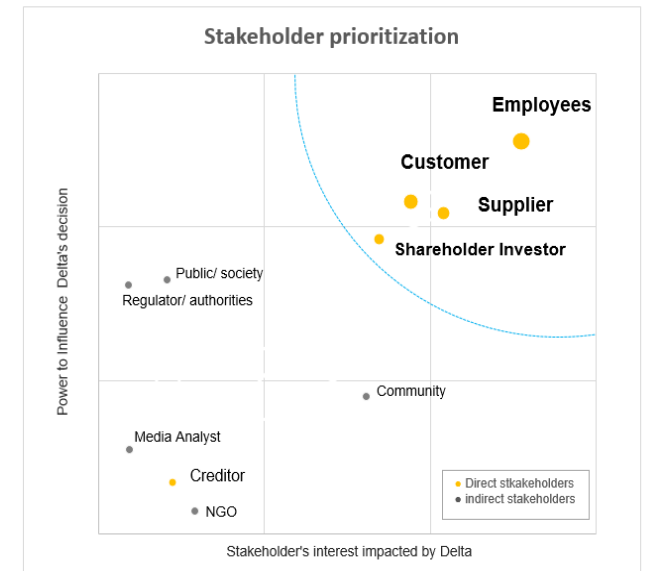 Stakeholder prioritization
Employees
Customer
Supplier
Shareholder Investor
Public/ society
Regulator/ authorities
Community
Media Analyst
Creditor
NGO
Direct stkakeholders
indirect stakeholders
Power to Influence Delta's decision
Stakeholder's interest impacted by Delta